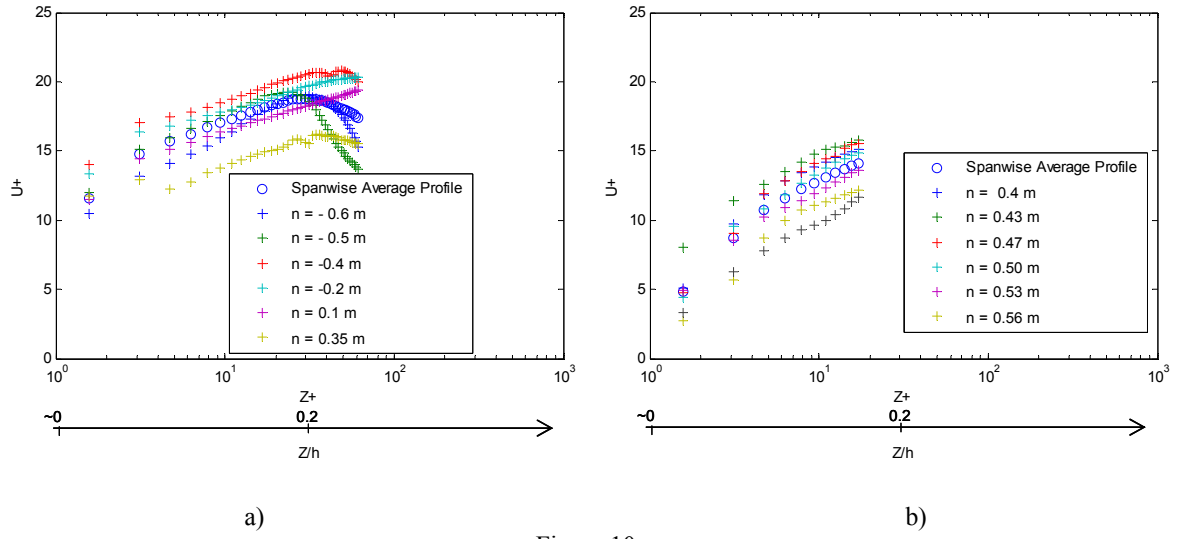 25
20
15
10
5
0
U+
10^0
10^1
10^2
10^3
Z+
Spanwise Average Profile
n = - 0.6 m
n = - 0.5 m
n = -0.4 m
n = -0.2 m
n = 0.1 m
n = 0.35 m
~0
0.2
Z/h
a)
25
20
15
10
5
0
U+
10^0
10^1
10^2
10^3
Z+
Spanwise Average Profile
n = 0.4 m
n = 0.43 m
n = 0.47 m
n = 0.50 m
n = 0.53 m
n = 0.56 m
~0
0.2
Z/h
b)